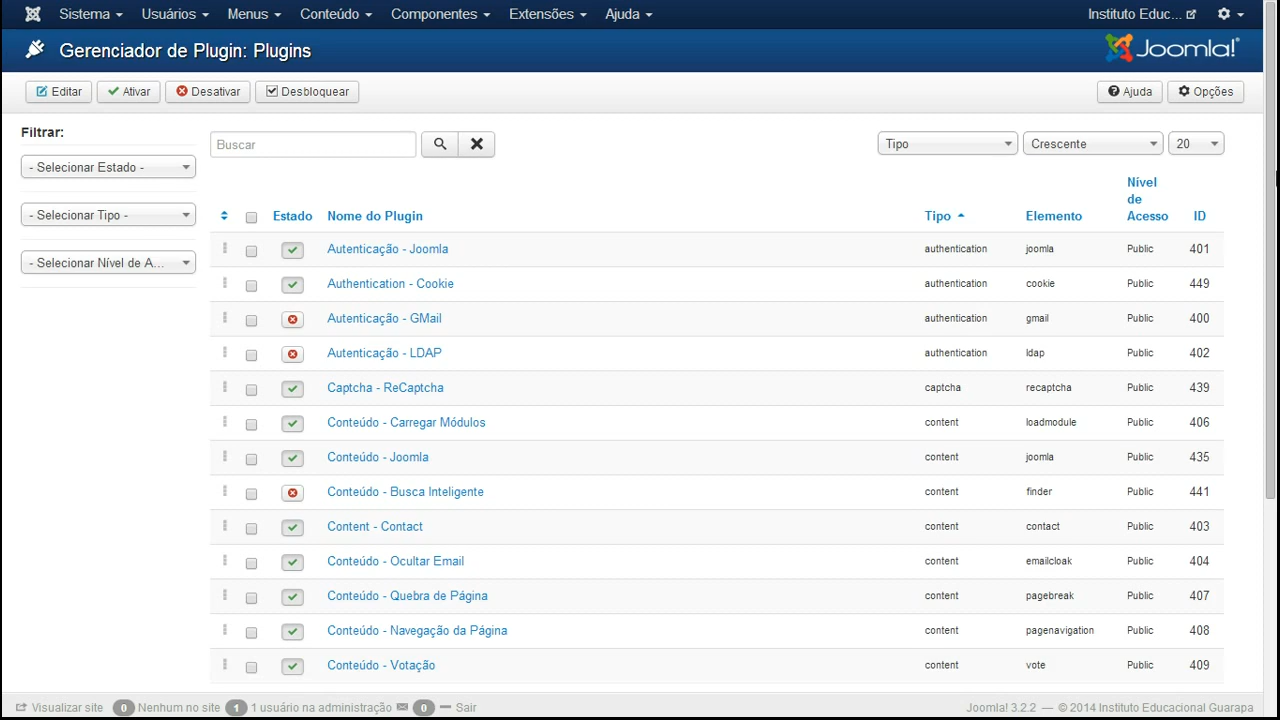 Sistema Usuários Menus Conteúdo Componentes Extensões Ajuda Instituto Educ...
Gerenciador de Plugin: Plugins Joomla!®
Editar Ativar Desativar Desbloquear Ajuda Opções
Filtrar:
Buscar Tipo Crescente 20
- Selecionar Estado -
- Selecionar Tipo -
- Selecionar Nível de A...
Estado Nome do Plugin Tipo Elemento Nível de Acesso ID
Autenticação - Joomla authentication joomla Public 401
Authentication - Cookie authentication cookie Public 449
Autenticação - GMail authentication gmail Public 400
Autenticação - LDAP authentication ldap Public 402
Captcha - ReCaptcha captcha recaptcha Public 439
Conteúdo - Carregar Módulos content loadmodule Public 406
Conteúdo - Joomla content joomla Public 435
Conteúdo - Busca Inteligente content finder Public 441
Content - Contact content contact Public 403
Conteúdo - Ocultar Email content emailcloak Public 404
Conteúdo - Quebra de Página content pagebreak Public 407
Conteúdo - Navegação da Página content pagenavigation Public 408
Conteúdo - Votação content vote Public 409
Visualizar site 0 Nenhum no site 1 1 usuário na administração 0 Sair Joomla! 3.2.2 — © 2014 Instituto Educacional Guarapa